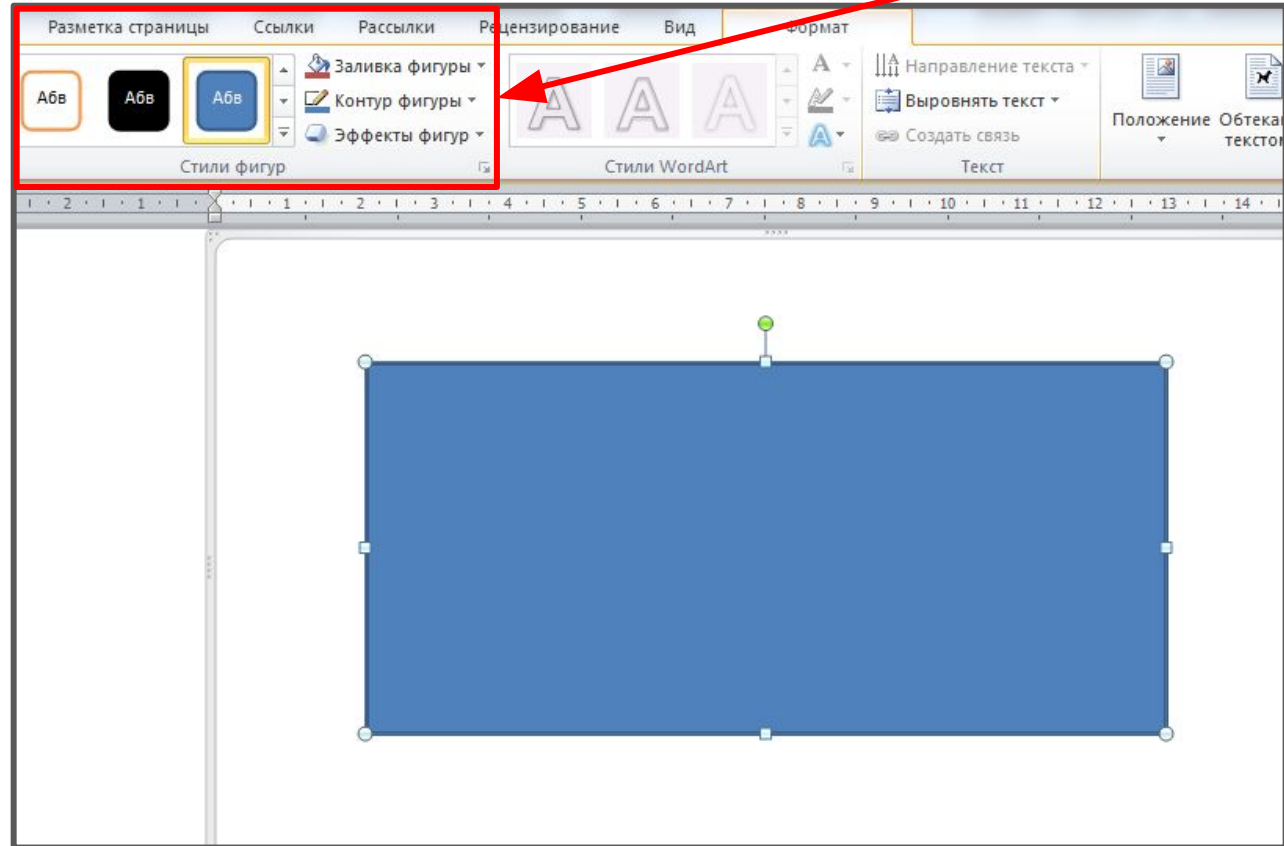 Разметка страницы Ссылки Рассылки Рецензирование Вид Формат
Абв Абв Абв Заливка фигуры A Направление текста
Контур фигуры A A A Выровнять текст Положение Обтека
Эффекты фигур A Создать связь тексто
Стили фигур Стили WordArt Текст
2 1 1 2 3 4 5 6 7 8 9 10 11 12 13 14